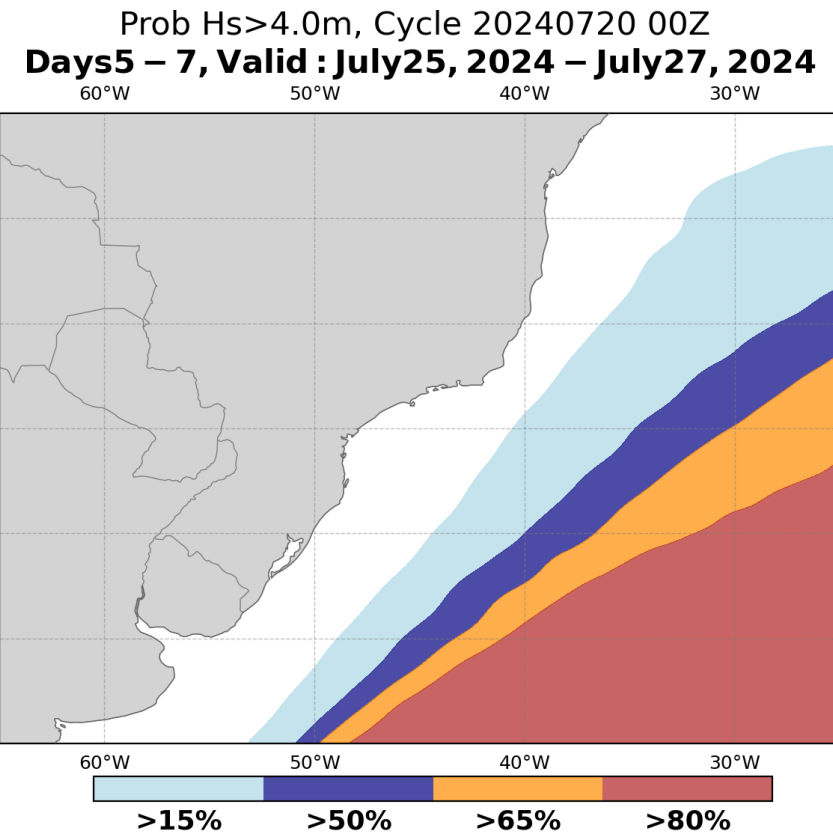 Prob Hs>4.0m, Cycle 20240720 00Z
Days5 − 7, Valid : July25, 2024 − July27, 2024
60°W 50°W 40°W 30°W
60°W 50°W 40°W 30°W
>15% >50% >65% >80%